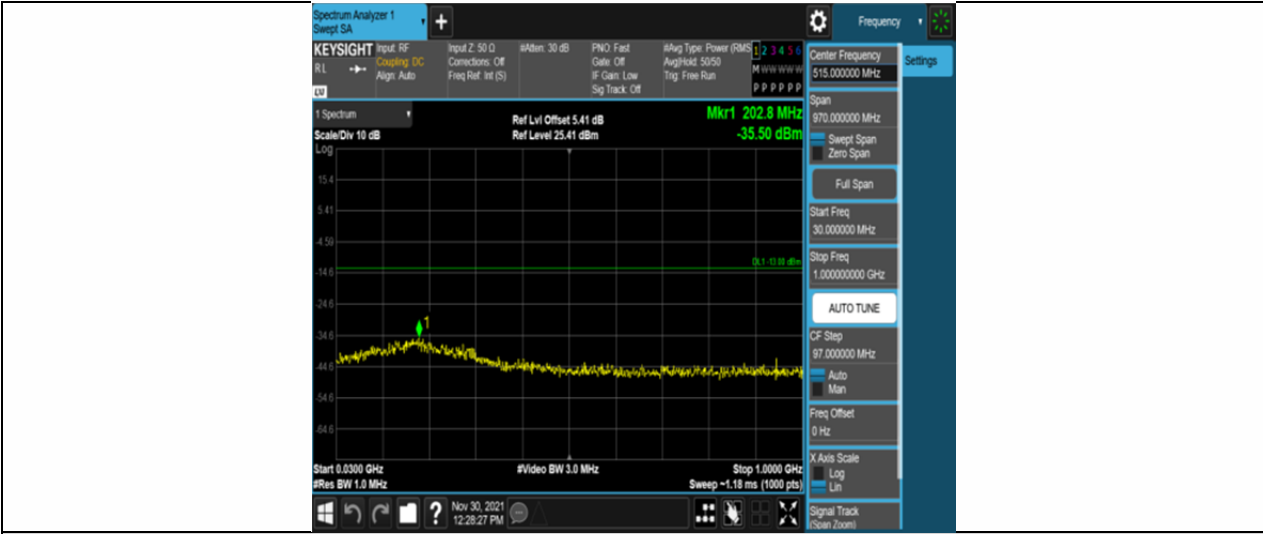 Spectrum Analyzer 1
Swept SA
+
Frequency
KEYSIGHT
RL
LV
Input: RF
Coupling: DC
Align: Auto
Input Z: 50 Ω
Corrections: Off
Freq Ref: Int (S)
#Atten: 30 dB
PNO: Fast
Gate: Off
IF Gain: Low
Sig Track: Off
#Avg Type: Power (RMS
Avg|Hold: 50/50
Trig: Free Run
1 2 3 4 5 6
M W W W W W
P P P P P P
1 Spectrum
Scale/Div 10 dB
Ref Lvl Offset 5.41 dB
Ref Level 25.41 dBm
Mkr1 202.8 MHz
-35.50 dBm
Log
15.4
5.41
-4.59
-14.6
-24.6
-34.6
-44.6
-54.6
-64.6
DL1 -13.00 dBm
1
Start 0.0300 GHz
#Res BW 1.0 MHz
#Video BW 3.0 MHz
Stop 1.0000 GHz
Sweep ~1.18 ms (1000 pts)
?
Nov 30, 2021
12:28:27 PM
Center Frequency
515.000000 MHz
Settings
Span
970.000000 MHz
Swept Span
Zero Span
Full Span
Start Freq
30.000000 MHz
Stop Freq
1.000000000 GHz
AUTO TUNE
CF Step
97.000000 MHz
Auto
Man
Freq Offset
0 Hz
X Axis Scale
Log
Lin
Signal Track
(Span Zoom)